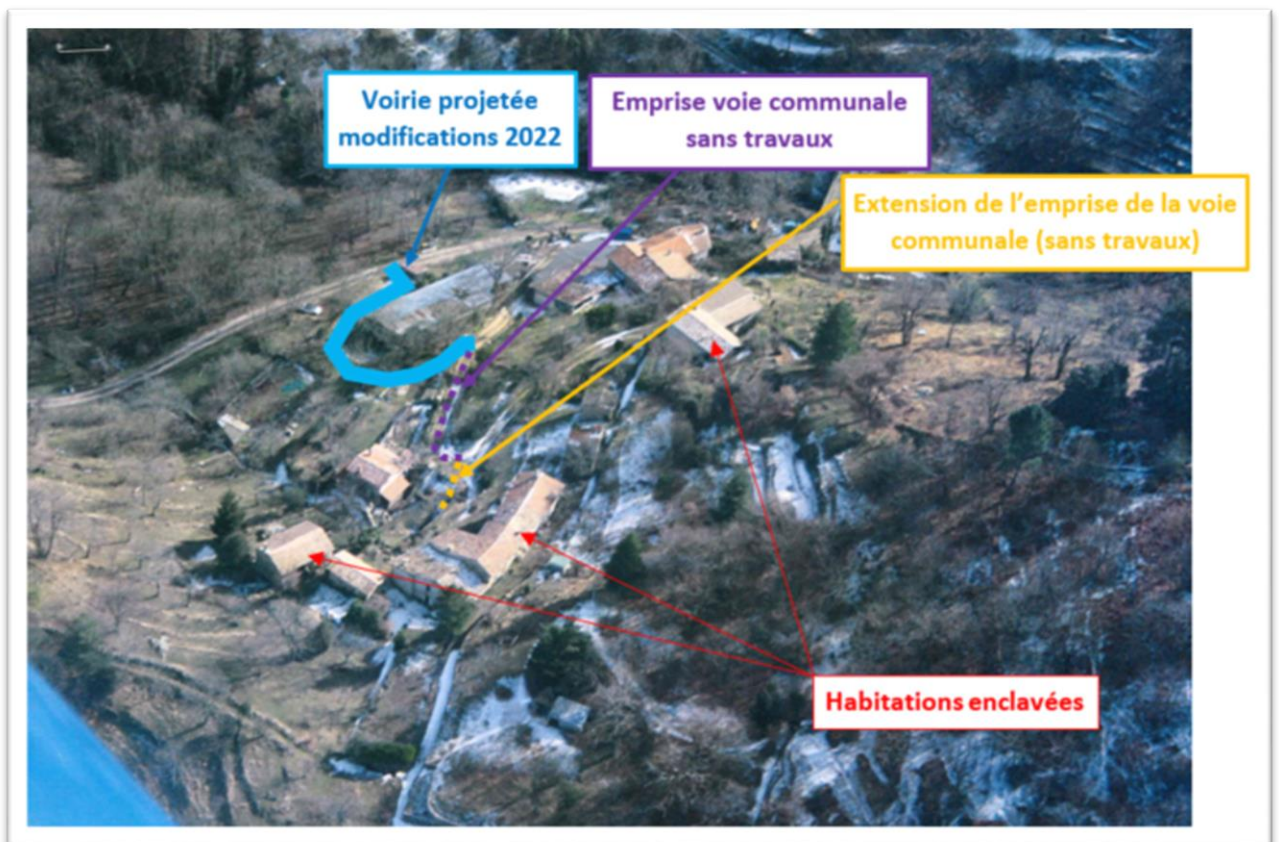 Voirie projetée
modifications 2022
Emprise voie communale
sans travaux
Extension de l’emprise de la voie
communale (sans travaux)
Habitations enclavées